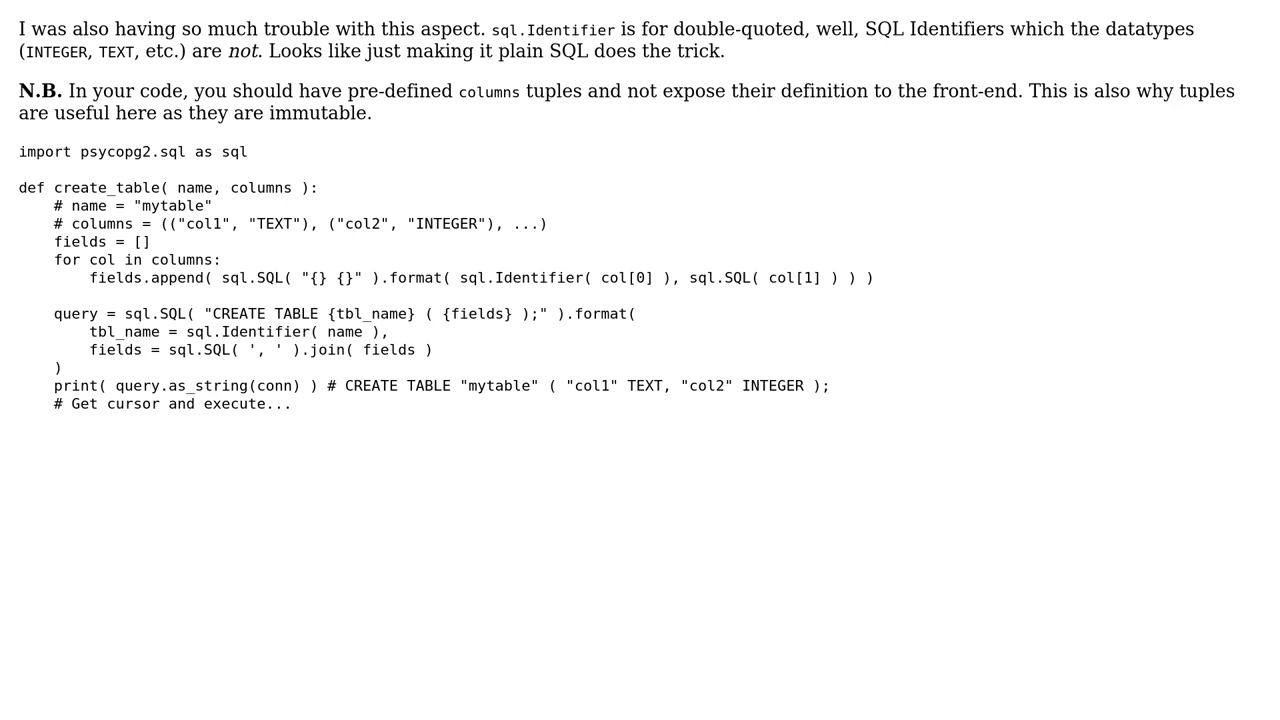 I was also having so much trouble with this aspect. sql.Identifier is for double-quoted, well, SQL Identifiers which the datatypes
(INTEGER, TEXT, etc.) are not. Looks like just making it plain SQL does the trick.
N.B. In your code, you should have pre-defined columns tuples and not expose their definition to the front-end. This is also why tuples
are useful here as they are immutable.
import psycopg2.sql as sql
def create_table( name, columns ):
    # name = "mytable"
    # columns = (("col1", "TEXT"), ("col2", "INTEGER"), ...)
    fields = []
    for col in columns:
        fields.append( sql.SQL( "{} {}" ).format( sql.Identifier( col[0] ), sql.SQL( col[1] ) ) )
    query = sql.SQL( "CREATE TABLE {tbl_name} ( {fields} );" ).format(
        tbl_name = sql.Identifier( name ),
        fields = sql.SQL( ', ' ).join( fields )
    )
    print( query.as_string(conn) ) # CREATE TABLE "mytable" ( "col1" TEXT, "col2" INTEGER );
    # Get cursor and execute...